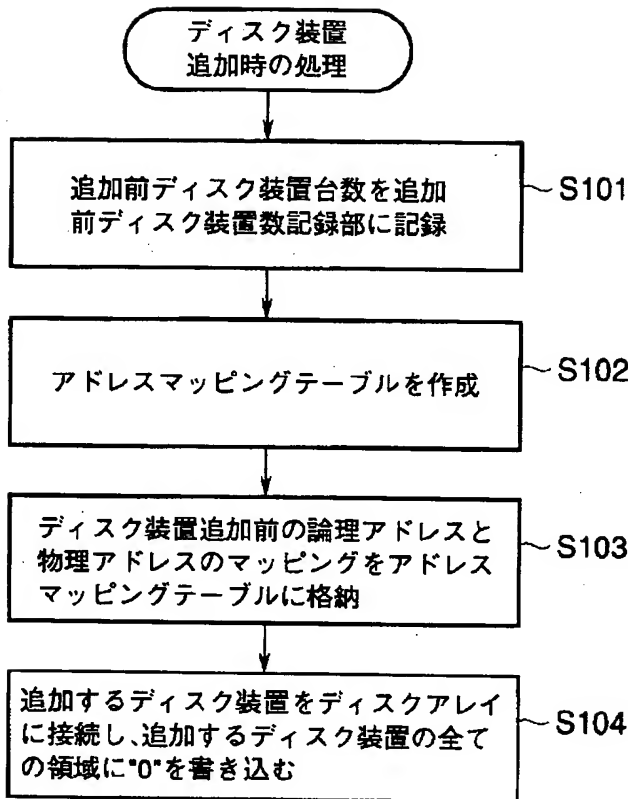 ディスク装置
追加時の処理
追加前ディスク装置台数を追加
前ディスク装置数記録部に記録
S101
アドレスマッピングテーブルを作成
S102
ディスク装置追加前の論理アドレスと
物理アドレスのマッピングをアドレス
マッピングテーブルに格納
S103
追加するディスク装置をディスクアレイ
に接続し、追加するディスク装置の全て
の領域に"0"を書き込む
S104